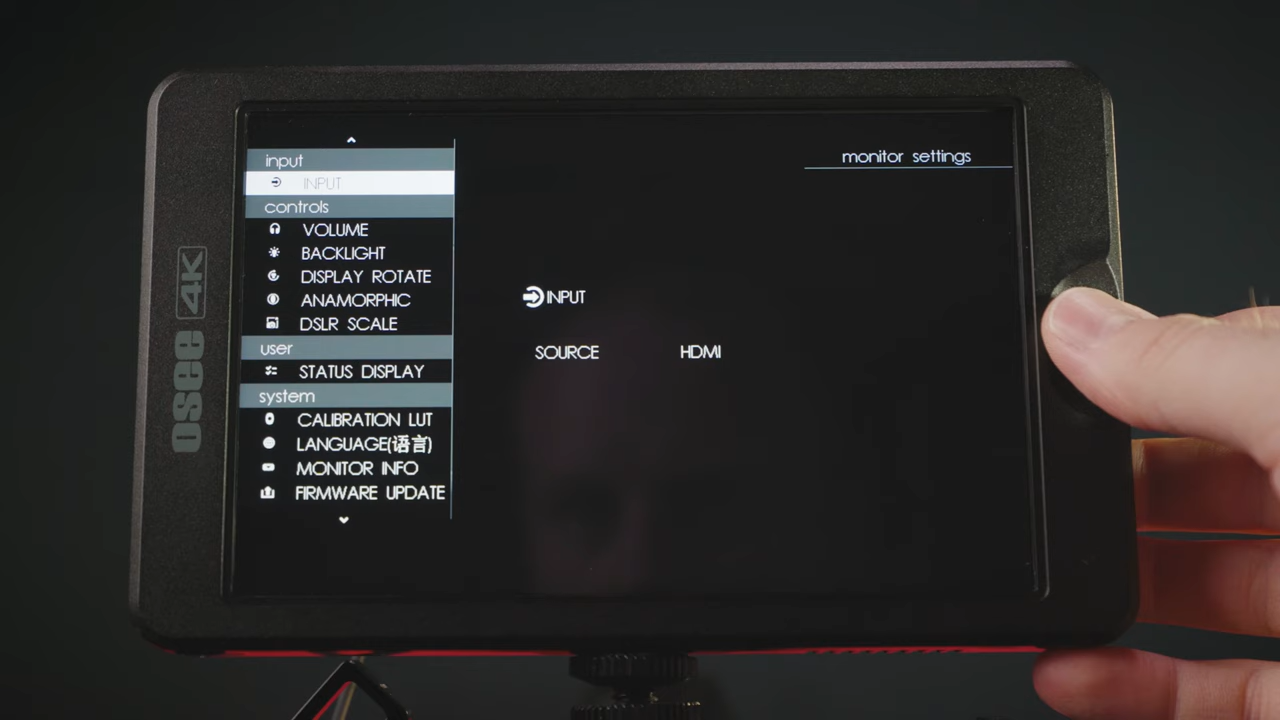 osee 4K
input
INPUT
controls
VOLUME
BACKLIGHT
DISPLAY ROTATE
ANAMORPHIC
DSLR SCALE
user
STATUS DISPLAY
system
CALIBRATION LUT
LANGUAGE(语言)
MONITOR INFO
FIRMWARE UPDATE
monitor settings
INPUT
SOURCE HDMI